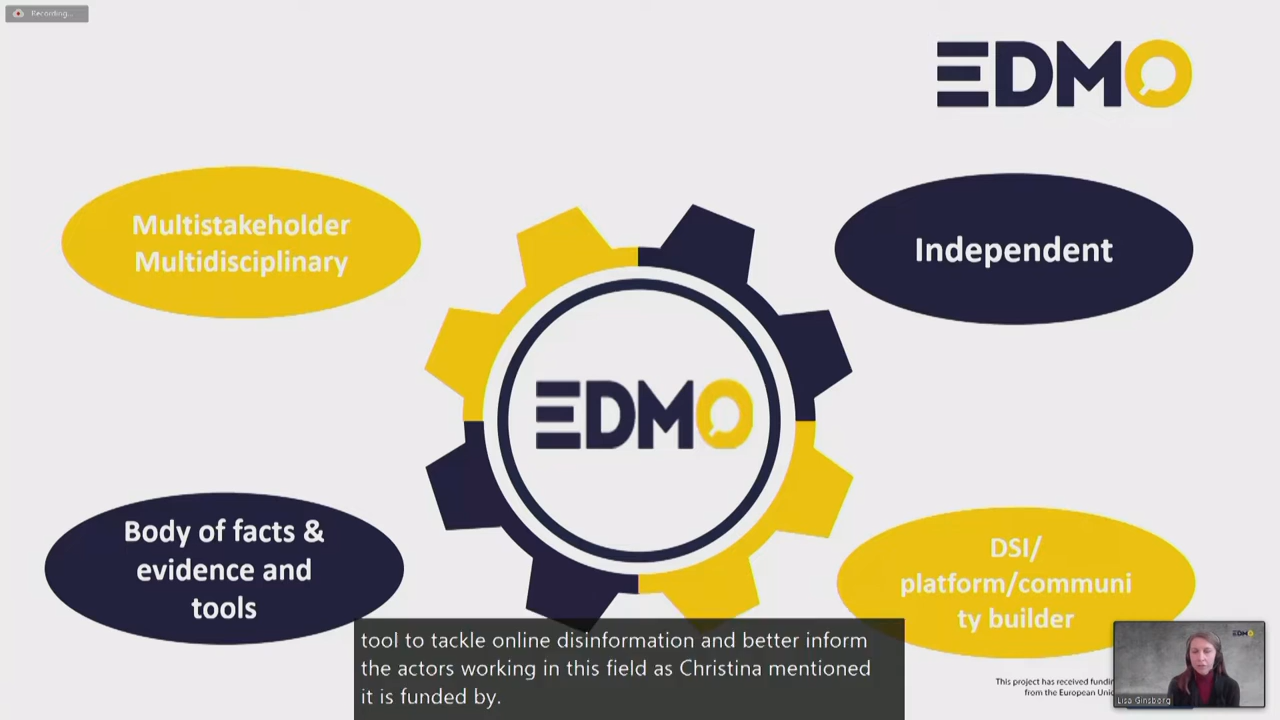 Recording...
EDMO
Multistakeholder
Multidisciplinary
Independent
EDMO
Body of facts &
evidence and
tools
DSI/
platform/communi
ty builder
tool to tackle online disinformation and better inform
the actors working in this field as Christina mentioned
it is funded by.
This project has received
from the European
EDMO
Lisa Ginsborg